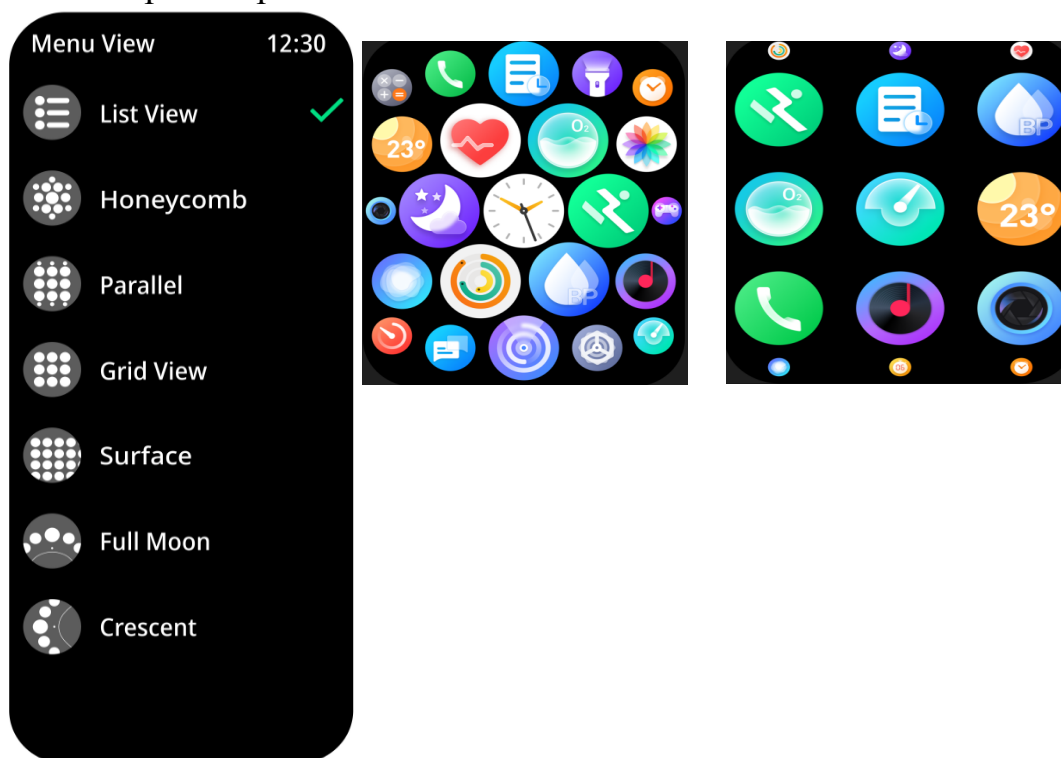 Menu View 12:30
List View
Honeycomb
Parallel
Grid View
Surface
Full Moon
Crescent
O₂
23°
BP
BP
O₂
23°
06